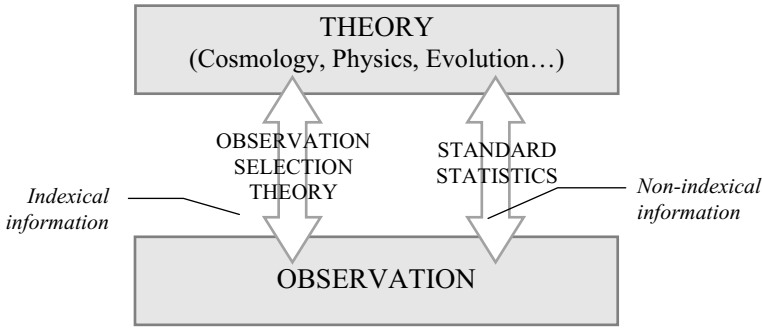 THEORY
(Cosmology, Physics, Evolution…)
OBSERVATION
SELECTION
THEORY
STANDARD
STATISTICS
Indexical
information
Non-indexical
information
OBSERVATION